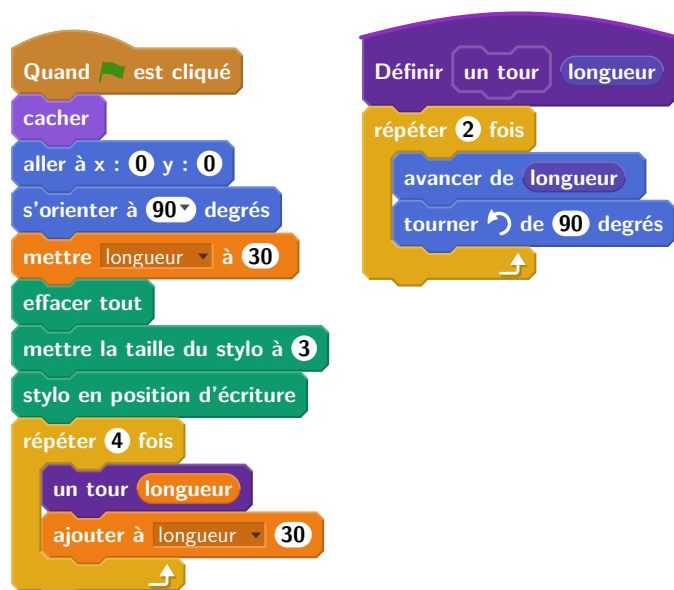 Quand est cliqué
cacher
aller à x : 0 y : 0
s'orienter à 90 degrés
mettre longueur à 30
effacer tout
mettre la taille du stylo à 3
stylo en position d'écriture
répéter 4 fois
un tour longueur
ajouter à longueur 30
Définir un tour longueur
répéter 2 fois
avancer de longueur
tourner de 90 degrés